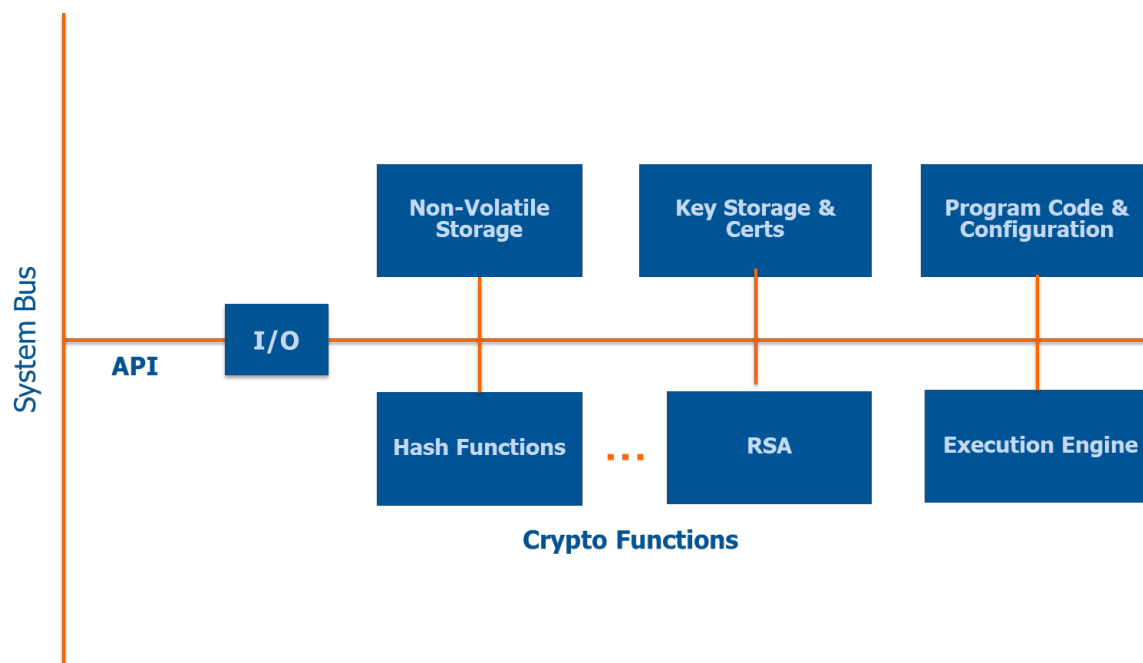 System Bus
Non-Volatile
Storage
Key Storage &
Certs
Program Code &
Configuration
I/O
API
Hash Functions
...
RSA
Execution Engine
Crypto Functions